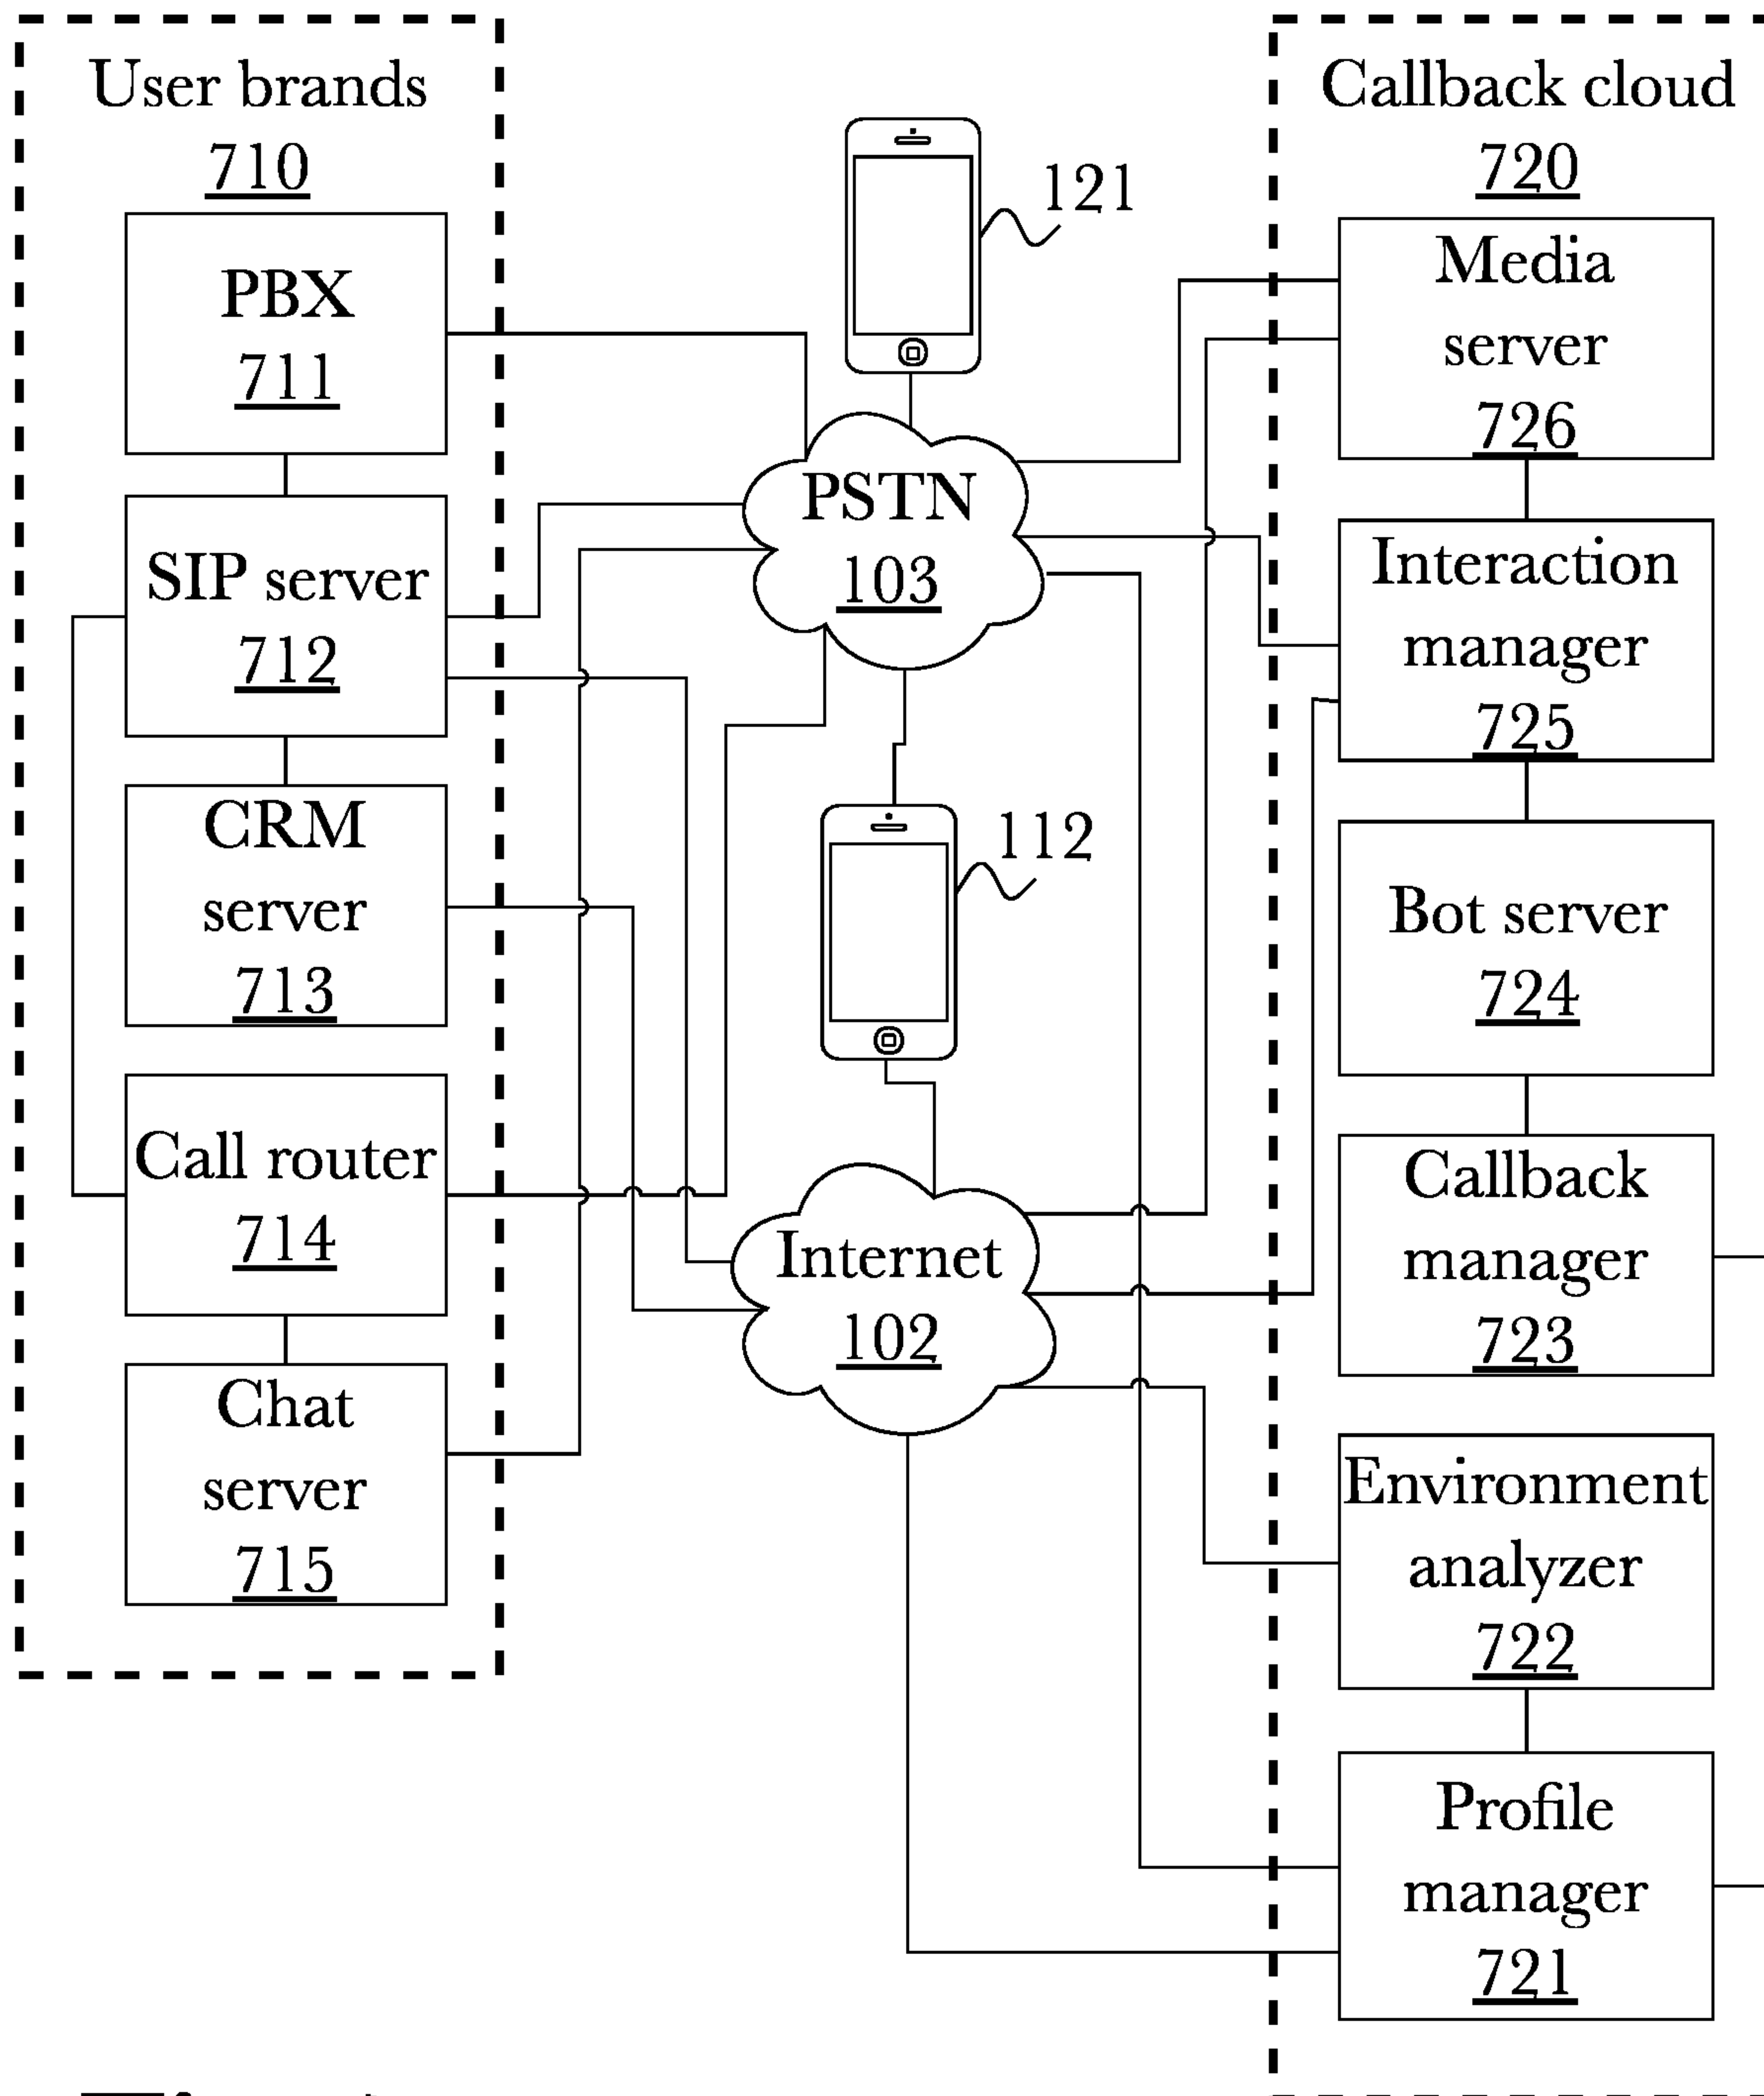 User brands
710
PBX
711
SIP server
712
CRM
server
713
Call router
714
Chat
server
715
121
PSTN
103
112
Internet
102
Callback cloud
720
Media
server
726
Interaction
manager
725
Bot server
724
Callback
manager
723
Environment
analyzer
722
Profile
manager
721